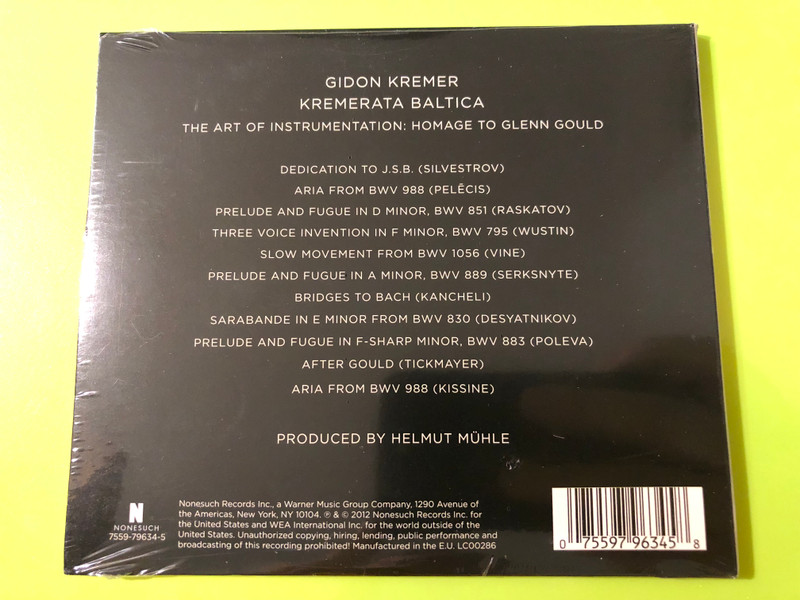 GIDON KREMER
KREMERATA BALTICA
THE ART OF INSTRUMENTATION: HOMAGE TO GLENN GOULD
DEDICATION TO J.S.B. (SILVESTROV)
ARIA FROM BWV 988 (PELĒCIS)
PRELUDE AND FUGUE IN D MINOR, BWV 851 (RASKATOV)
THREE VOICE INVENTION IN F MINOR, BWV 795 (WUSTIN)
SLOW MOVEMENT FROM BWV 1056 (VINE)
PRELUDE AND FUGUE IN A MINOR, BWV 889 (SERKSNYTE)
BRIDGES TO BACH (KANCHELI)
SARABANDE IN E MINOR FROM BWV 830 (DESYATNIKOV)
PRELUDE AND FUGUE IN F-SHARP MINOR, BWV 883 (POLEVA)
AFTER GOULD (TICKMAYER)
ARIA FROM BWV 988 (KISSINE)
PRODUCED BY HELMUT MÜHLE
N
NONESUCH
7559-79634-5
Nonesuch Records Inc., a Warner Music Group Company, 1290 Avenue of
the Americas, New York, NY 10104. ℗ & © 2012 Nonesuch Records Inc. for
the United States and WEA International Inc. for the world outside of the
United States. Unauthorized copying, hiring, lending, public performance and
broadcasting of this recording prohibited! Manufactured in the E.U. LC00286
0 75597 96345 8